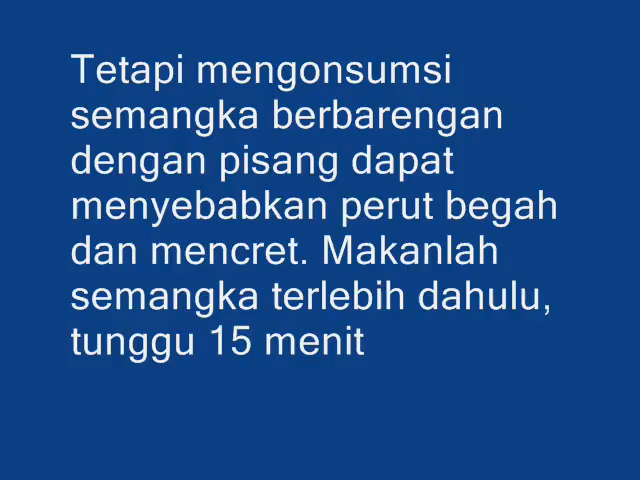 Tetapi mengonsumsi
semangka berbarengan
dengan pisang dapat
menyebabkan perut begah
dan mencret. Makanlah
semangka terlebih dahulu,
tunggu 15 menit